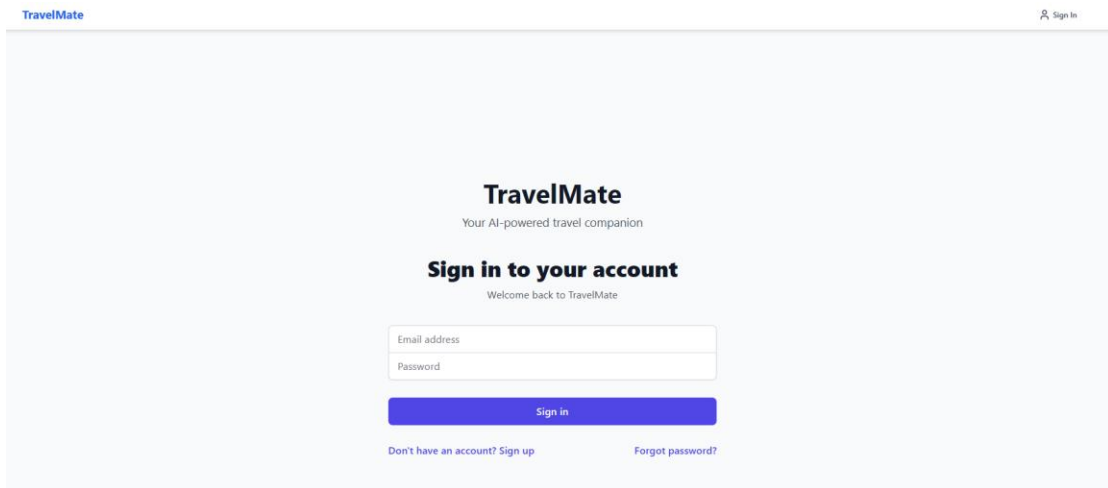 TravelMate
Sign In
TravelMate
Your AI-powered travel companion
Sign in to your account
Welcome back to TravelMate
Email address
Password
Sign in
Don't have an account? Sign up
Forgot password?